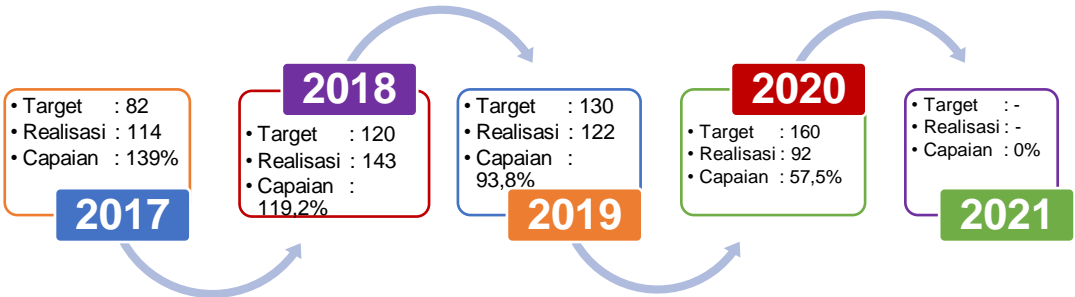 • Target : 82
• Realisasi : 114
• Capaian : 139%
2017
2018
• Target : 120
• Realisasi : 143
• Capaian :
119,2%
• Target : 130
• Realisasi : 122
• Capaian :
93,8%
2019
2020
• Target : 160
• Realisasi : 92
• Capaian : 57,5%
• Target : -
• Realisasi : -
• Capaian : 0%
2021